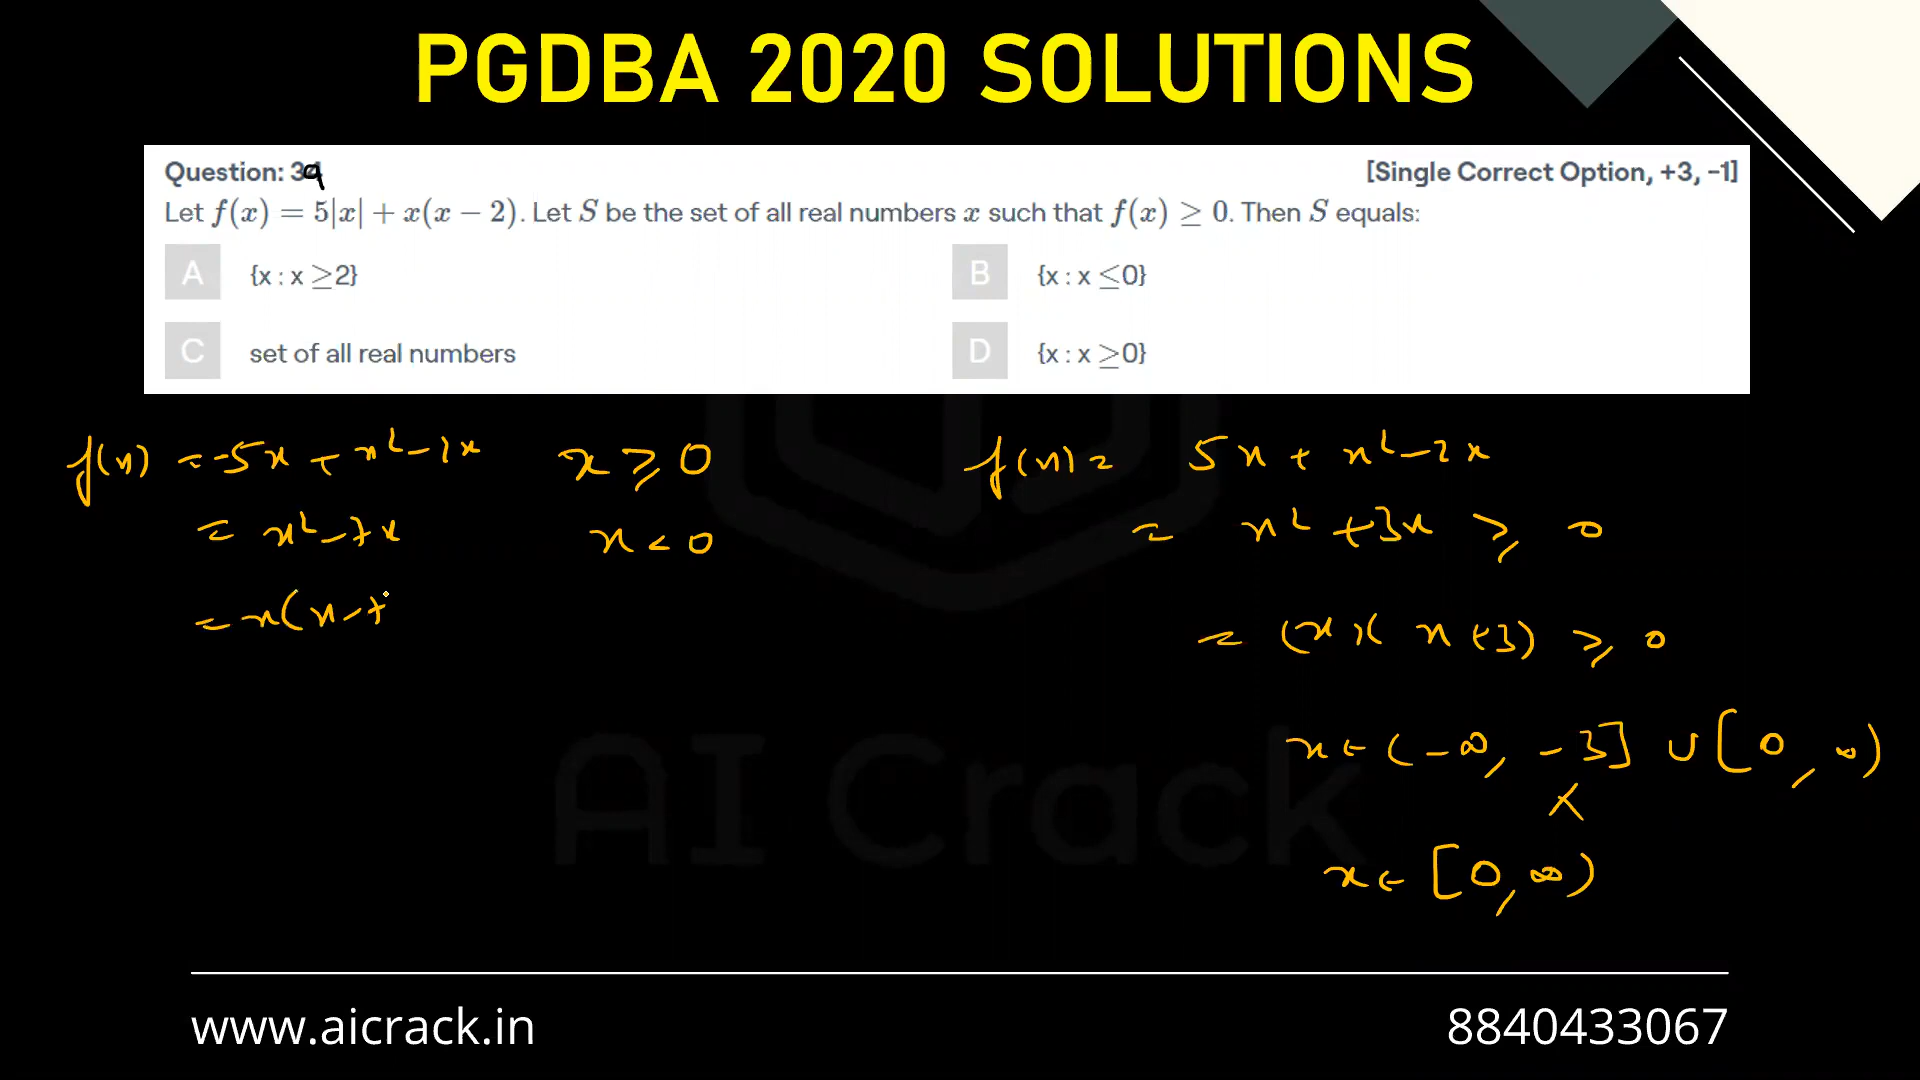 PGDBA 2020 SOLUTIONS
Question: 39
[Single Correct Option, +3, -1]
Let f(x) = 5|x| + x(x − 2). Let S be the set of all real numbers x such that f(x) ≥ 0. Then S equals:
A {x : x ≥2}
B {x : x ≤0}
C set of all real numbers
D {x : x ≥0}
f(x) = -5x + x² - 2x
= x² - 7x
= x(x - 7
x ≥ 0
x < 0
f(x) = 5x + x² - 2x
= x² + 3x ≥ 0
= (x)(x + 3) ≥ 0
x ∈ (-∞, -3] ∪ [0, ∞)
x ∈ [0, ∞)
AI Crack
www.aicrack.in
8840433067